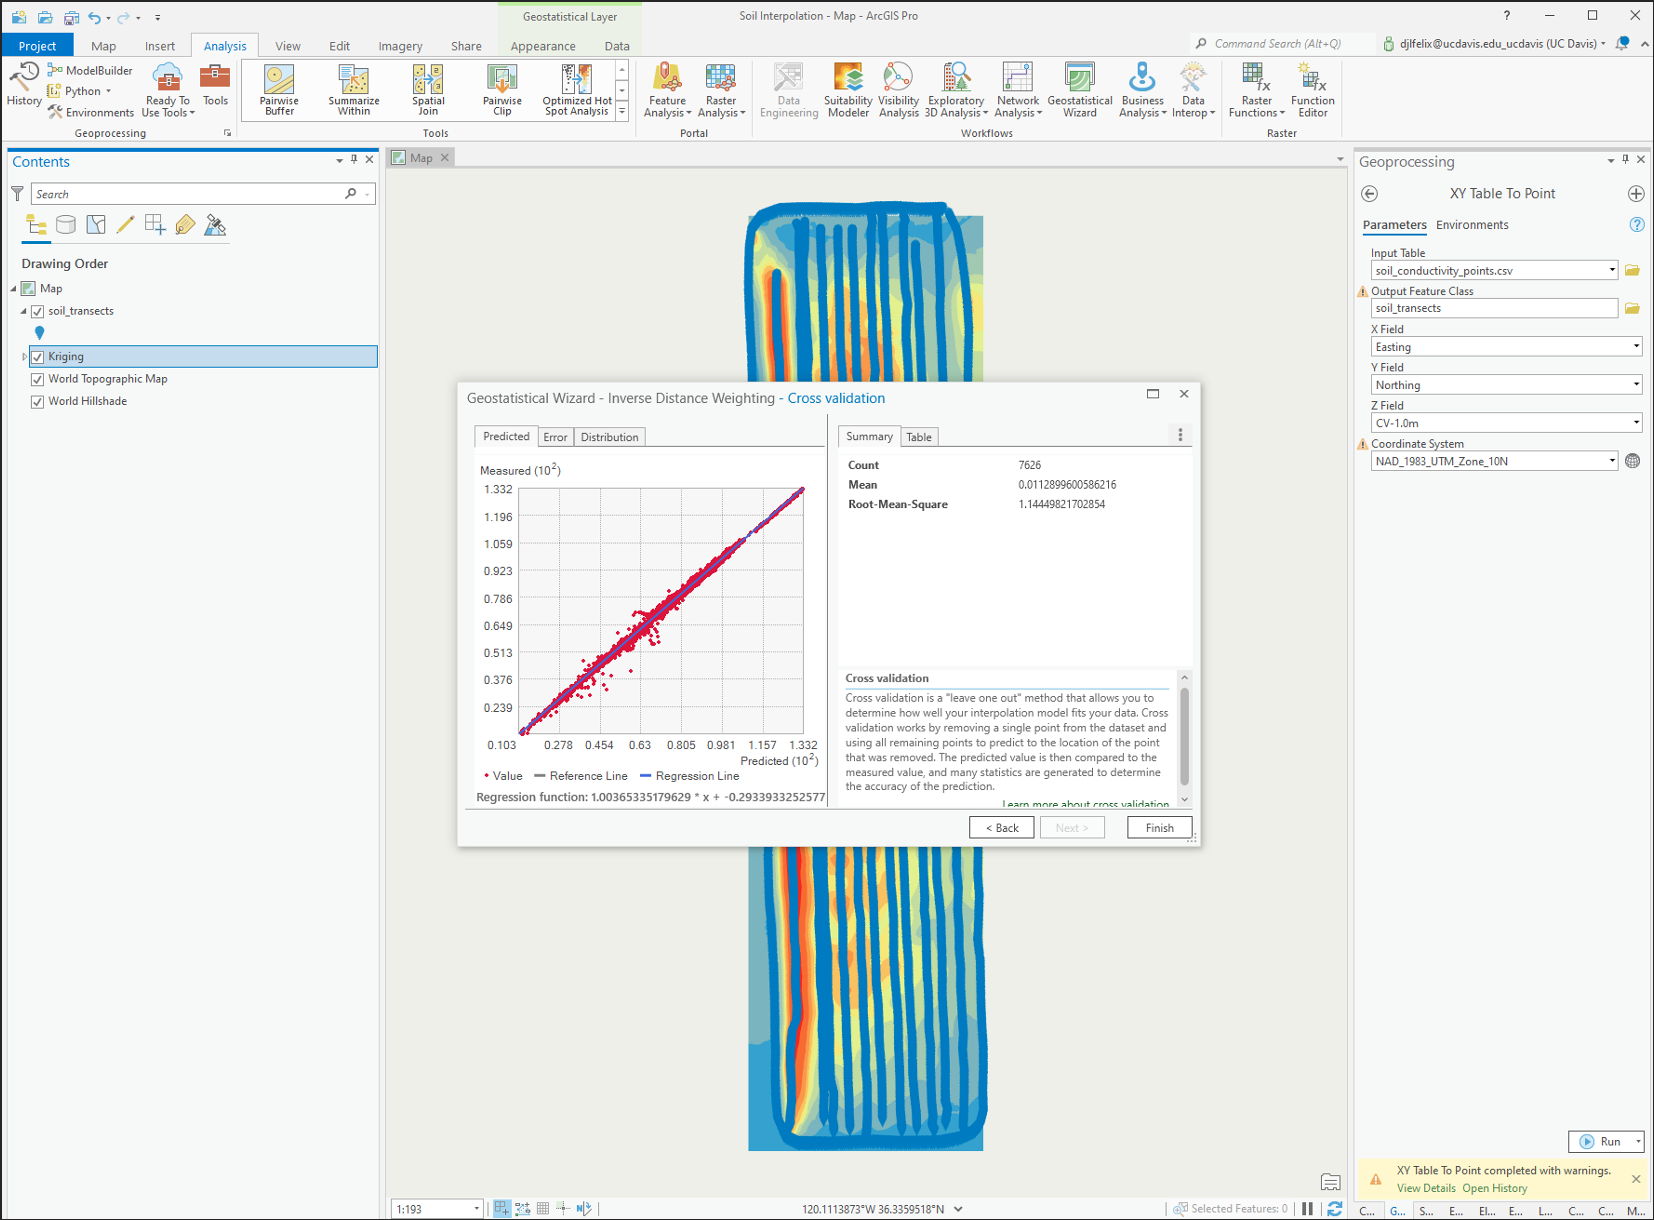 Geostatistical Layer
Soil Interpolation - Map - ArcGIS Pro
Project Map Insert Analysis View Edit Imagery Share Appearance Data
Command Search (Alt+Q)
djlfelix@ucdavis.edu_ucdavis (UC Davis)
History
ModelBuilder
Python
Environments
Ready To Use Tools
Tools
Geoprocessing
Pairwise Buffer
Summarize Within
Spatial Join
Pairwise Clip
Optimized Hot Spot Analysis
Tools
Feature Analysis
Raster Analysis
Portal
Data Engineering
Suitability Modeler
Visibility Analysis
Exploratory 3D Analysis
Network Analysis
Geostatistical Wizard
Business Analysis
Data Interop
Workflows
Raster Functions
Function Editor
Raster
Contents
Search
Drawing Order
Map
soil_transects
Kriging
World Topographic Map
World Hillshade
Map
Geostatistical Wizard - Inverse Distance Weighting - Cross validation
Predicted Error Distribution
Measured (10²)
1.332
1.196
1.059
0.923
0.786
0.649
0.513
0.376
0.239
0.103 0.278 0.454 0.63 0.805 0.981 1.157 1.332
Predicted (10²)
Value Reference Line Regression Line
Regression function: 1.00365335179629 * x + -0.2933933252577
Summary Table
Count 7626
Mean 0.0112899600586216
Root-Mean-Square 1.14449821702854
Cross validation
Cross validation is a "leave one out" method that allows you to
determine how well your interpolation model fits your data. Cross
validation works by removing a single point from the dataset and
using all remaining points to predict to the location of the point
that was removed. The predicted value is then compared to the
measured value, and many statistics are generated to determine
the accuracy of the prediction.
Learn more about cross validation
< Back Next > Finish
1:193
120.1113873°W 36.3359518°N
Selected Features: 0
Geoprocessing
XY Table To Point
Parameters Environments
Input Table
soil_conductivity_points.csv
Output Feature Class
soil_transects
X Field
Easting
Y Field
Northing
Z Field
CV-1.0m
Coordinate System
NAD_1983_UTM_Zone_10N
Run
XY Table To Point completed with warnings.
View Details Open History
C... G... S... E... El... E... L... C... C... M...